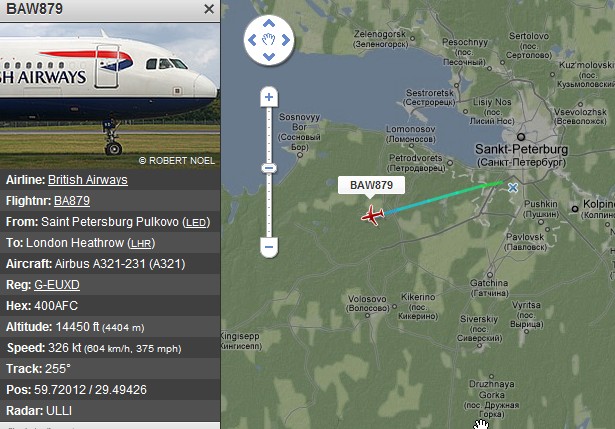 BAW879
SH AIRWAYS
© ROBERT NOEL
Airline: British Airways
Flightnr: BA879
From: Saint Petersburg Pulkovo (LED)
To: London Heathrow (LHR)
Aircraft: Airbus A321-231 (A321)
Reg: G-EUXD
Hex: 400AFC
Altitude: 14450 ft (4404 m)
Speed: 326 kt (604 km/h, 375 mph)
Track: 255°
Pos: 59.72012 / 29.49426
Radar: ULLI
Zelenogorsk
(Зеленогорск)
Pesochnyy
(пос.
Песочный)
Sertolovo
(пос.
Сертолово)
Kuz'molovski
(пос.
Кузьмоловский)
Sestroretsk
(Сестрорецк)
Lisiy Nos
(пос.
Лисий Нос)
Vsevolozhsk
(Всеволожск)
Sosnovyy
Bor
(Сосновый
Бор)
Lomonosov
(Ломоносов)
Sankt-Peterburg
(Санкт-Петербург)
Petrodvorets
(Петродворец)
BAW879
Pushkin
(Пушкин)
Kolpin
(Колпи
Pavlovsk
(Павловск)
Gatchina
(Гатчина)
Volosovo
(Волосово)
Kikerino
(пос.
Кикерино)
Vyritsa
(пос.
Вырица)
Siverskiy
(пос.
Сиверский)
Kingisepp
Кингисепп)
Druzhnaya
Gorka
(пос. Дружная
Горка)